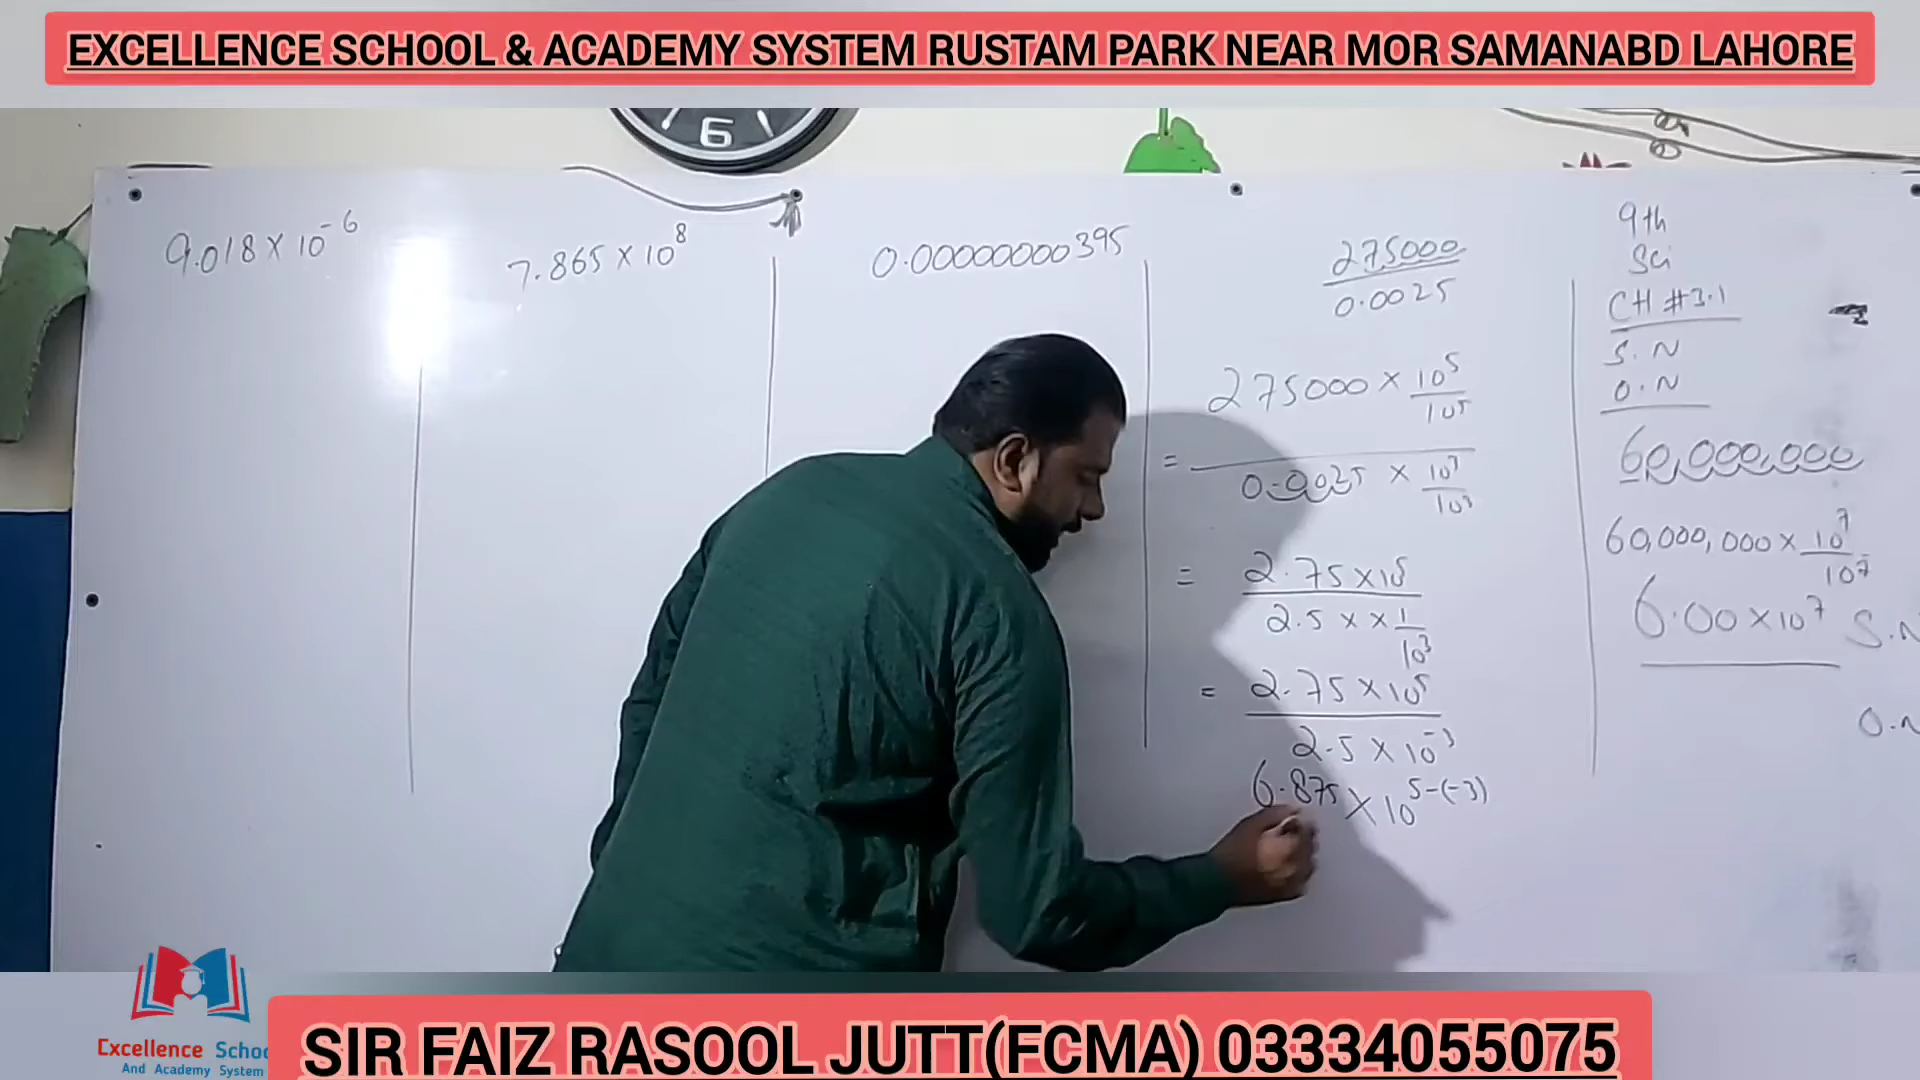 EXCELLENCE SCHOOL & ACADEMY SYSTEM RUSTAM PARK NEAR MOR SAMANABD LAHORE
6
9.018 × 10⁻⁶
7.865 × 10⁸
0.00000000395
275000
0.0025
275000 × 10⁵
10⁵
=
0.0025 × 10³
10³
= 2.75 × 10⁵
2.5 × × 1
10³
= 2.75 × 10⁵
2.5 × 10⁻³
6.875 × 10⁵⁻⁽⁻³⁾
9th
Sci
CH #3.1
S.N
O.N
60,000,000
60,000,000 × 10⁷
10⁷
6.00 × 10⁷ S.N
O.N
Excellence Schoo
And Academy System
SIR FAIZ RASOOL JUTT(FCMA) 03334055075